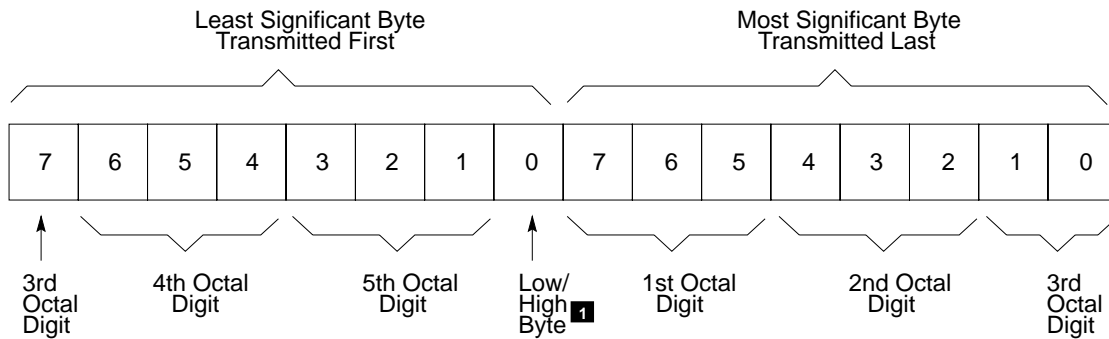 Least Significant Byte
Transmitted First
Most Significant Byte
Transmitted Last
7 6 5 4 3 2 1 0 7 6 5 4 3 2 1 0
3rd
Octal
Digit
4th Octal
Digit
5th Octal
Digit
Low/
High 1
Byte
1st Octal
Digit
2nd Octal
Digit
3rd
Octal
Digit